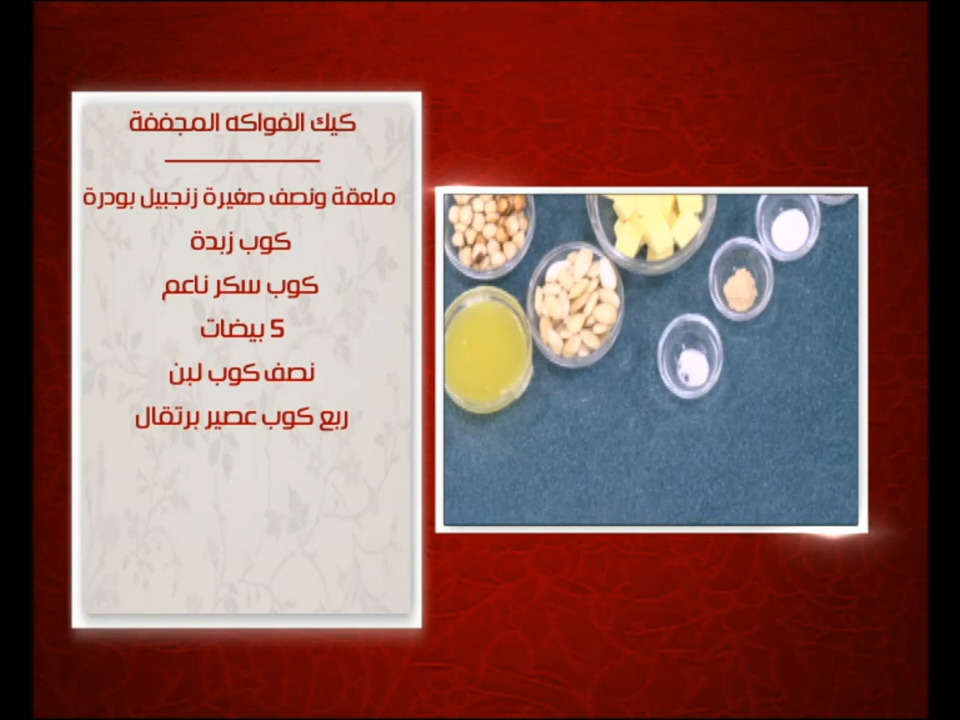 كيك الفواكه المجففة
ملعقة ونصف صغيرة زنجبيل بودرة
كوب زبدة
كوب سكر ناعم
5 بيضات
نصف كوب لبن
ربع كوب عصير برتقال